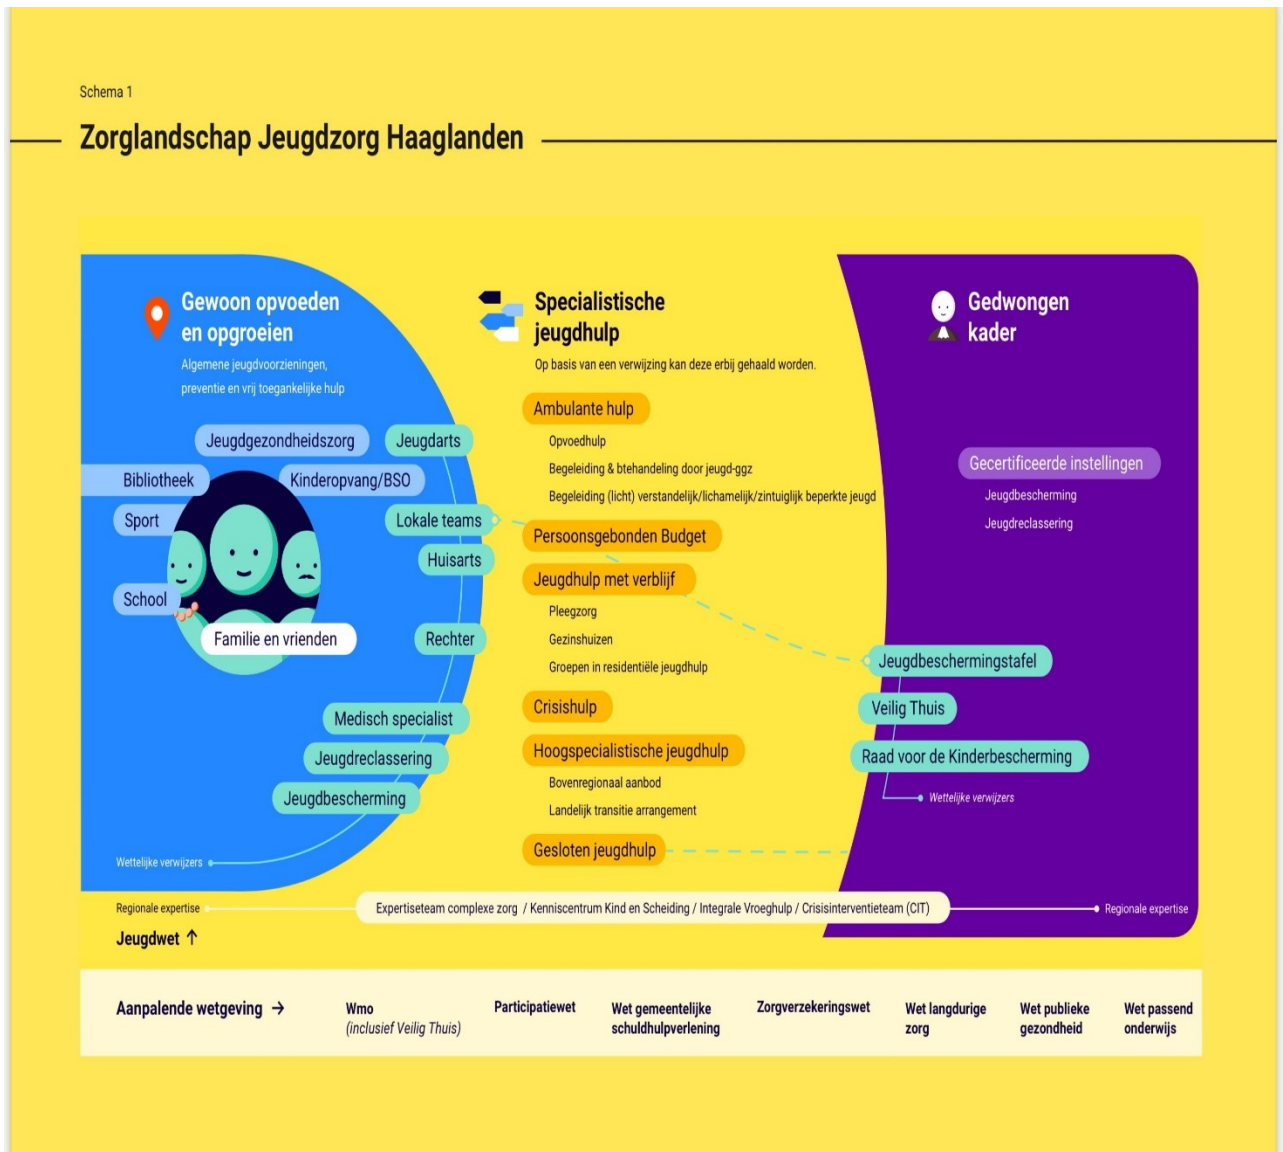 Schema 1
Zorglandschap Jeugdzorg Haaglanden
Gewoon opvoeden
en opgroeien
Algemene jeugdvoorzieningen,
preventie en vrij toegankelijke hulp
Jeugdgezondheidszorg
Jeugdarts
Bibliotheek
Kinderopvang/BSO
Sport
Lokale teams
Huisarts
School
Familie en vrienden
Rechter
Medisch specialist
Jeugdreclassering
Jeugdbescherming
Wettelijke verwijzers
Specialistische
jeugdhulp
Op basis van een verwijzing kan deze erbij gehaald worden.
Ambulante hulp
Opvoedhulp
Begeleiding & btehandeling door jeugd-ggz
Begeleiding (licht) verstandelijk/lichamelijk/zintuiglijk beperkte jeugd
Persoonsgebonden Budget
Jeugdhulp met verblijf
Pleegzorg
Gezinshuizen
Groepen in residentiële jeugdhulp
Crisishulp
Hoogspecialistische jeugdhulp
Bovenregionaal aanbod
Landelijk transitie arrangement
Gesloten jeugdhulp
Gedwongen
kader
Gecertificeerde instellingen
Jeugdbescherming
Jeugdreclassering
Jeugdbeschermingstafel
Veilig Thuis
Raad voor de Kinderbescherming
Wettelijke verwijzers
Regionale expertise
Expertiseteam complexe zorg / Kenniscentrum Kind en Scheiding / Integrale Vroeghulp / Crisisinterventieteam (CIT)
Regionale expertise
Jeugdwet ↑
Aanpalende wetgeving →
Wmo
(inclusief Veilig Thuis)
Participatiewet
Wet gemeentelijke
schuldhulpverlening
Zorgverzekeringswet
Wet langdurige
zorg
Wet publieke
gezondheid
Wet passend
onderwijs